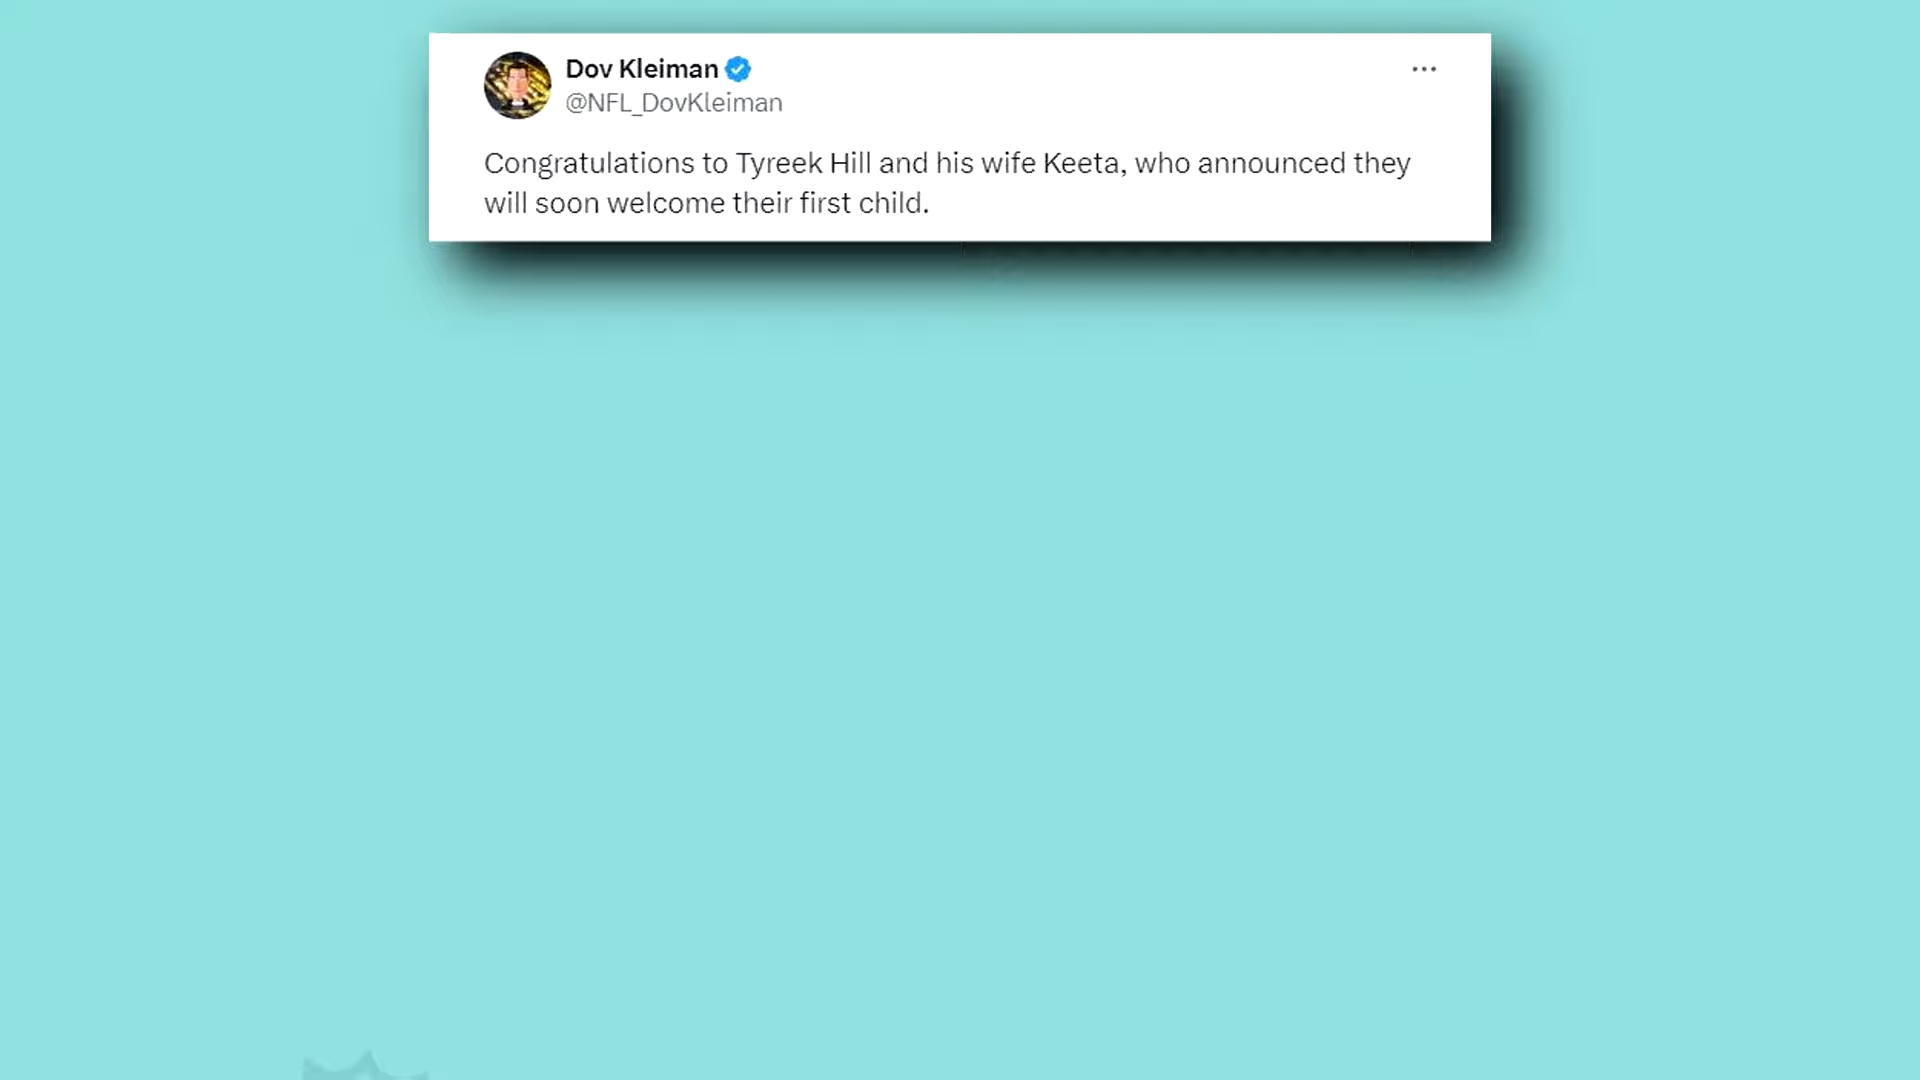 Dov Kleiman
@NFL_DovKleiman
Congratulations to Tyreek Hill and his wife Keeta, who announced they
will soon welcome their first child.